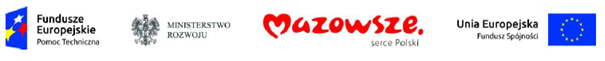 Fundusze
Europejskie
Pomoc Techniczna
MINISTERSTWO
ROZWOJU
Mazowsze.
serce Polski
Unia Europejska
Fundusz Spójności